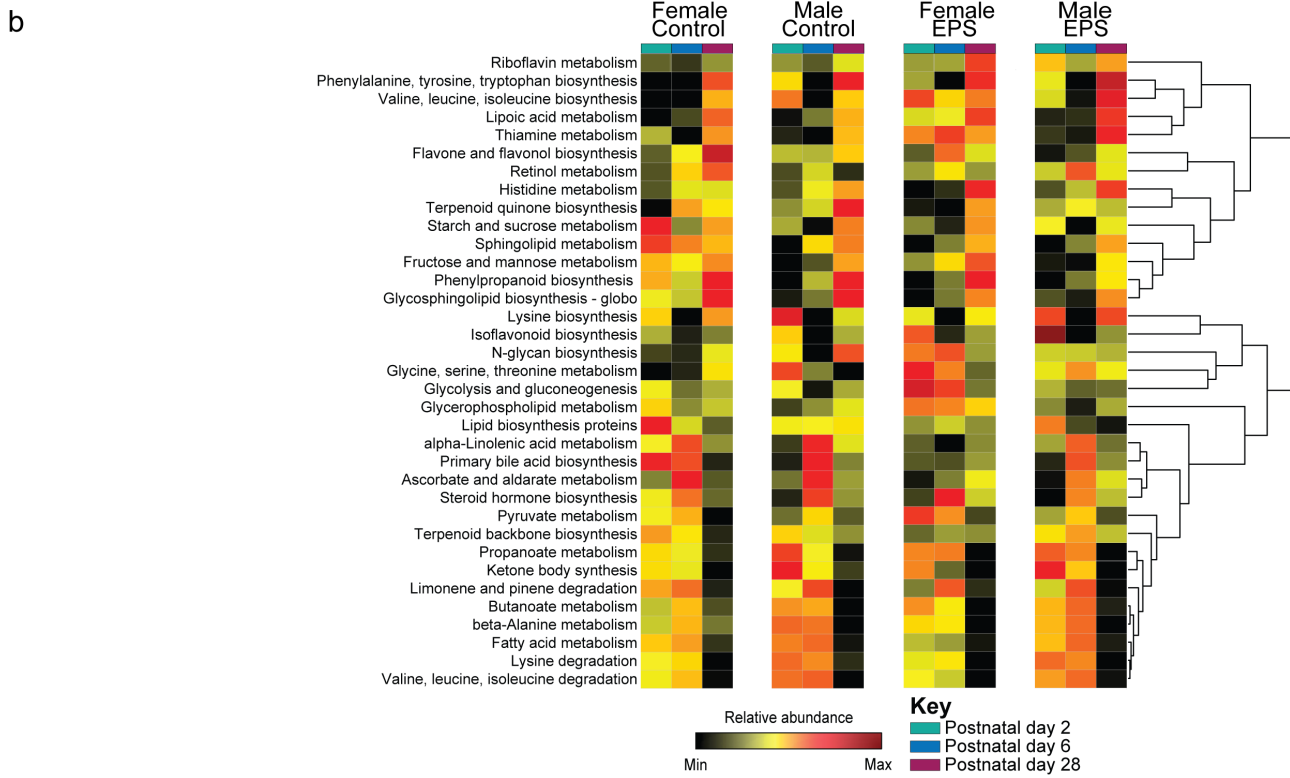 b
Female
Control
Male
Control
Female
EPS
Male
EPS
Riboflavin metabolism
Phenylalanine, tyrosine, tryptophan biosynthesis
Valine, leucine, isoleucine biosynthesis
Lipoic acid metabolism
Thiamine metabolism
Flavone and flavonol biosynthesis
Retinol metabolism
Histidine metabolism
Terpenoid quinone biosynthesis
Starch and sucrose metabolism
Sphingolipid metabolism
Fructose and mannose metabolism
Phenylpropanoid biosynthesis
Glycosphingolipid biosynthesis - globo
Lysine biosynthesis
Isoflavonoid biosynthesis
N-glycan biosynthesis
Glycine, serine, threonine metabolism
Glycolysis and gluconeogenesis
Glycerophospholipid metabolism
Lipid biosynthesis proteins
alpha-Linolenic acid metabolism
Primary bile acid biosynthesis
Ascorbate and aldarate metabolism
Steroid hormone biosynthesis
Pyruvate metabolism
Terpenoid backbone biosynthesis
Propanoate metabolism
Ketone body synthesis
Limonene and pinene degradation
Butanoate metabolism
beta-Alanine metabolism
Fatty acid metabolism
Lysine degradation
Valine, leucine, isoleucine degradation
Relative abundance
Min Max
Key
Postnatal day 2
Postnatal day 6
Postnatal day 28